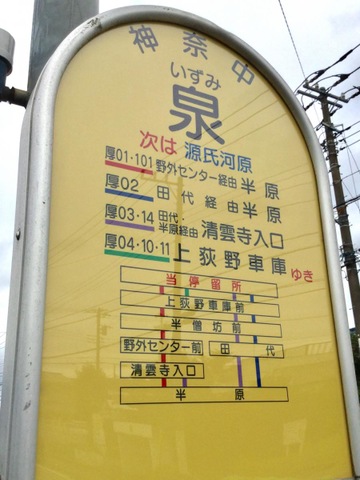 神奈中
いずみ
泉
次は 源氏河原
厚01・101 野外センター経由 半原
厚02 田代経由 半原
厚03・14 田代・半原経由 清雲寺入口
厚04・10・11 上荻野車庫 ゆき
当停留所
上荻野車庫前
半僧坊前
野外センター前 田代
清雲寺入口
半原